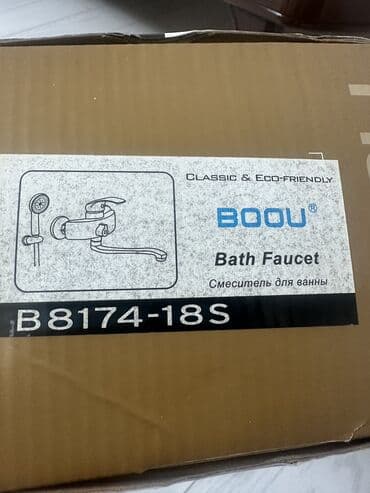 CLASSIC & ECO-FRIENDLY
BOOU®
Bath Faucet
Смеситель для ванны
B8174-18S